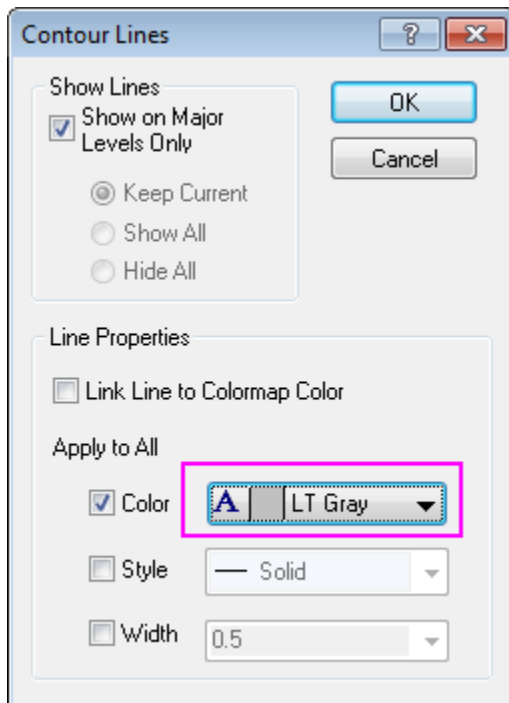 Contour Lines
?
Show Lines
Show on Major
Levels Only
Keep Current
Show All
Hide All
OK
Cancel
Line Properties
Link Line to Colormap Color
Apply to All
Color
A LT Gray
Style
Solid
Width
0.5